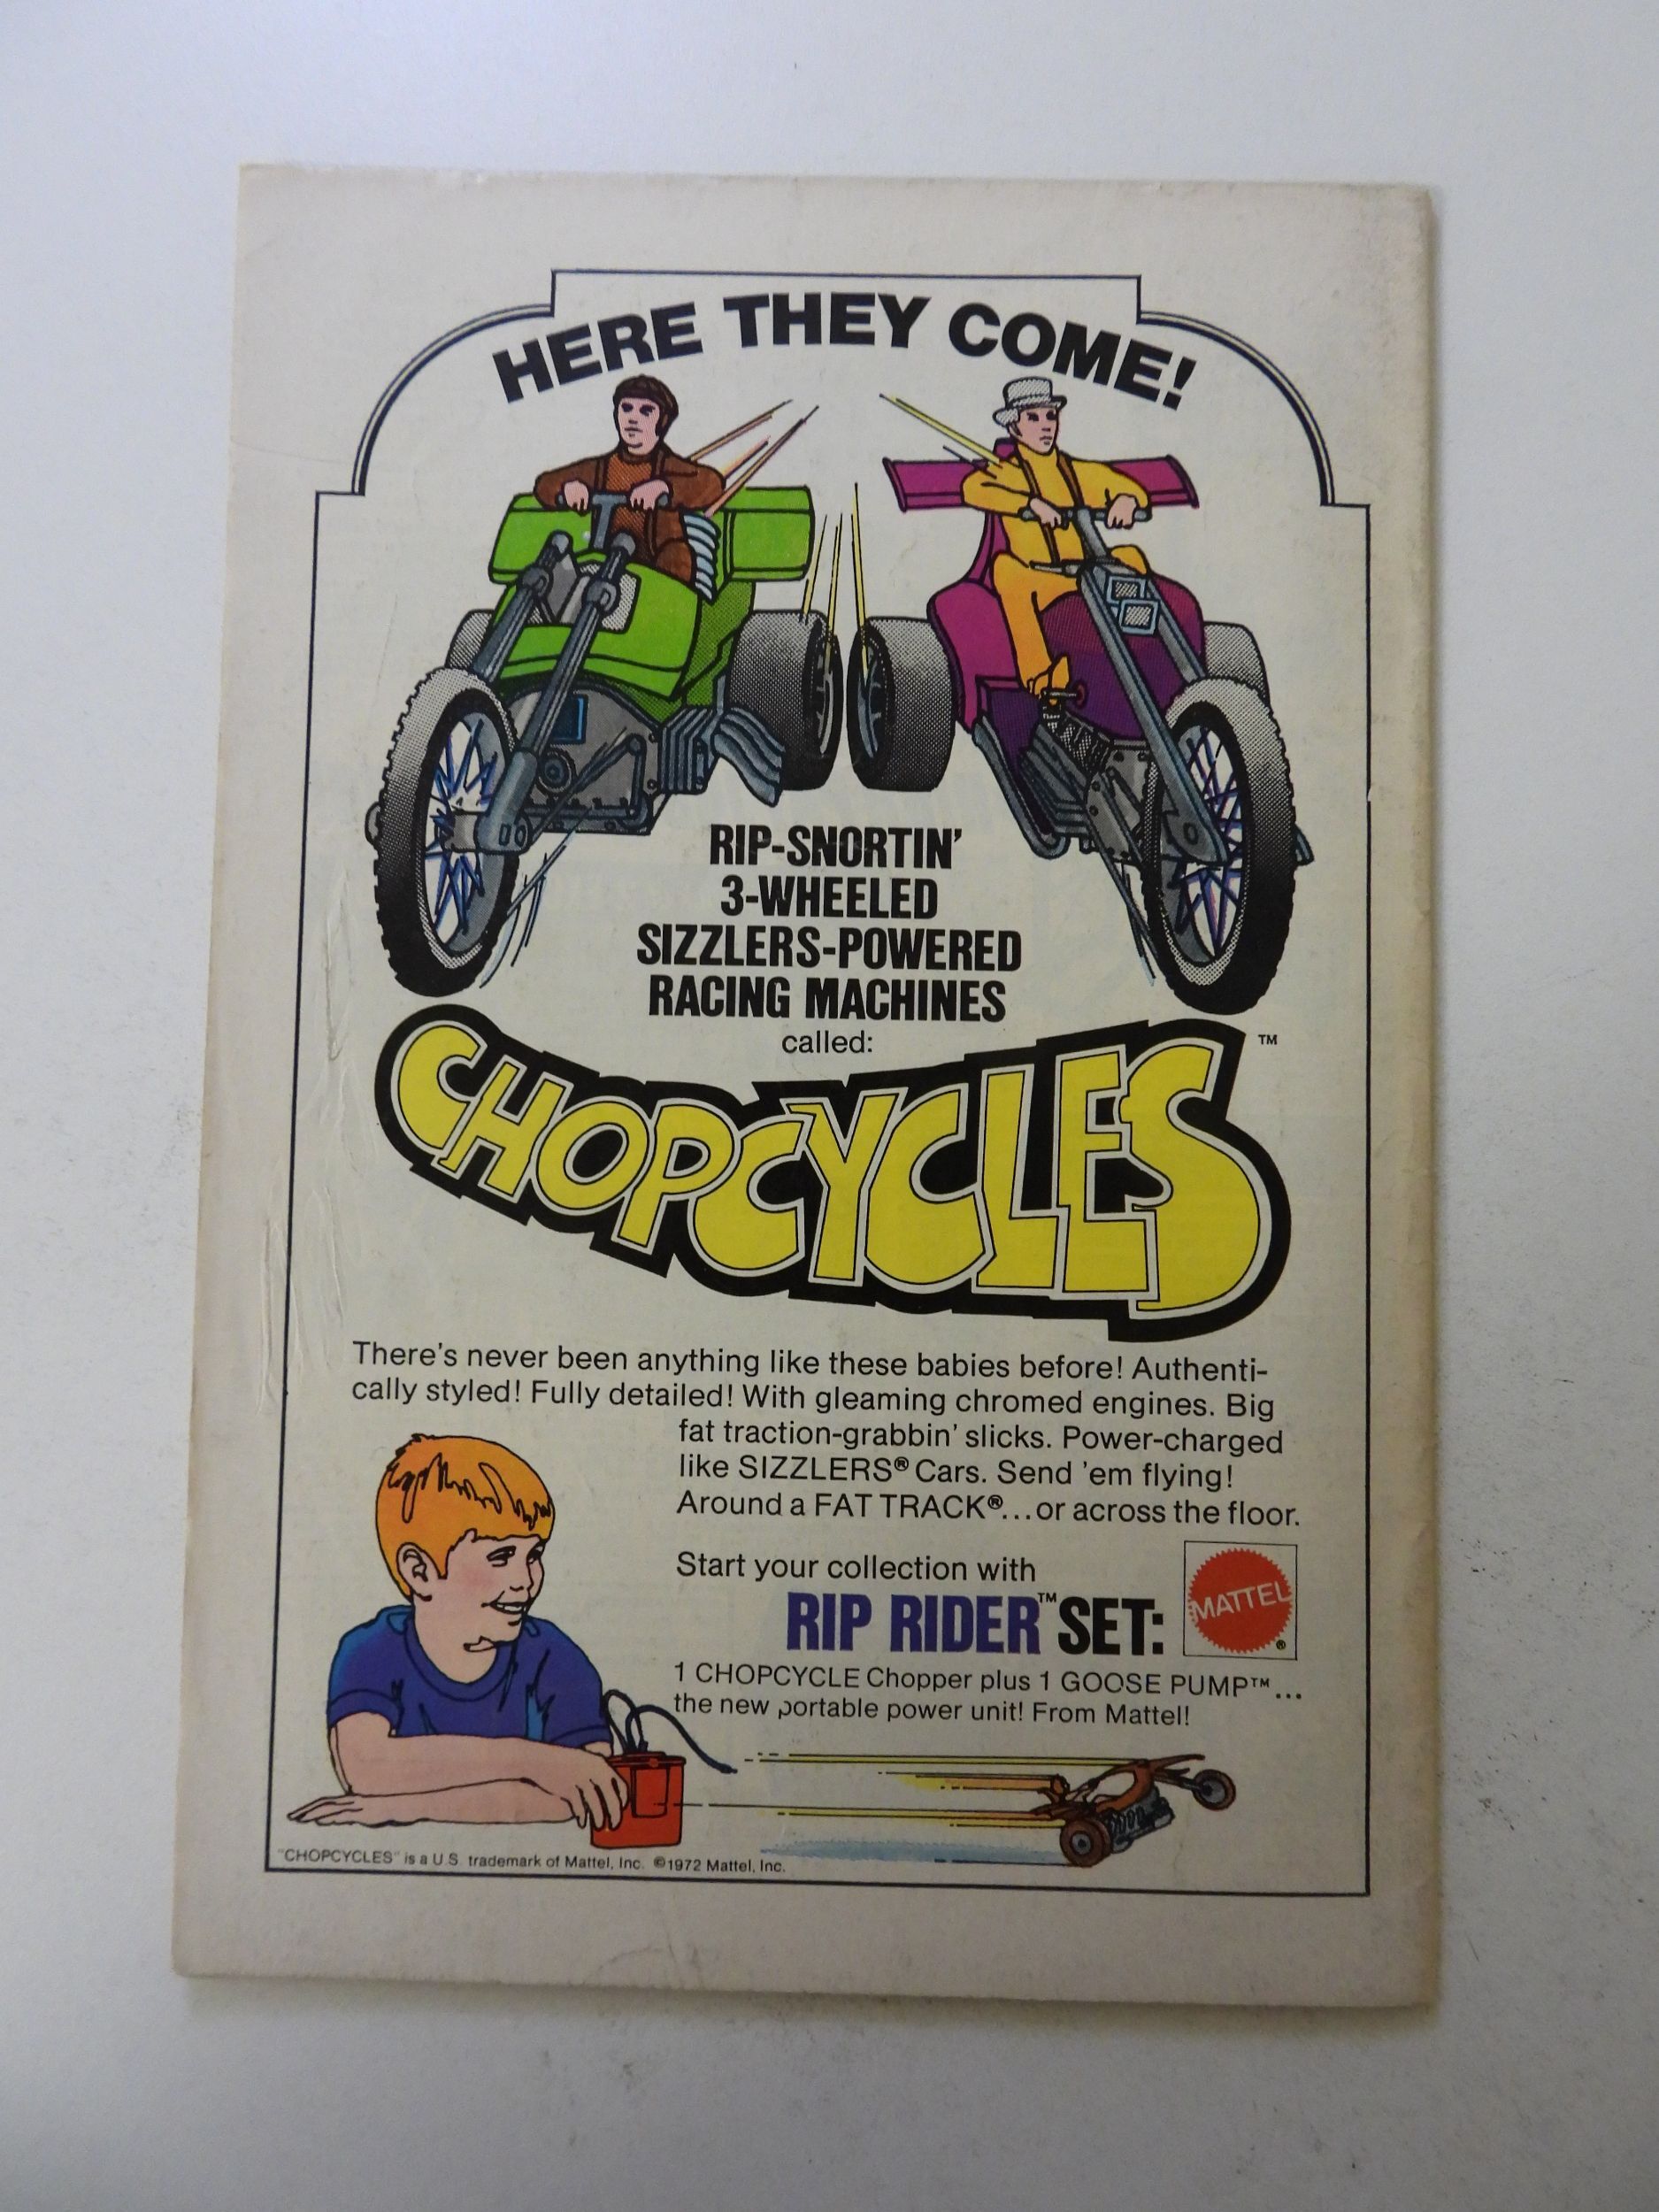 HERE THEY COME!
RIP-SNORTIN'
3-WHEELED
SIZZLERS-POWERED
RACING MACHINES
called:
CHOPCYCLES™
There's never been anything like these babies before! Authenti-
cally styled! Fully detailed! With gleaming chromed engines. Big
fat traction-grabbin' slicks. Power-charged
like SIZZLERS® Cars. Send 'em flying!
Around a FAT TRACK®...or across the floor.
Start your collection with
RIP RIDER™ SET:
MATTEL®
1 CHOPCYCLE Chopper plus 1 GOOSE PUMP™...
the new portable power unit! From Mattel!
"CHOPCYCLES" is a U.S. trademark of Mattel, Inc. ©1972 Mattel, Inc.